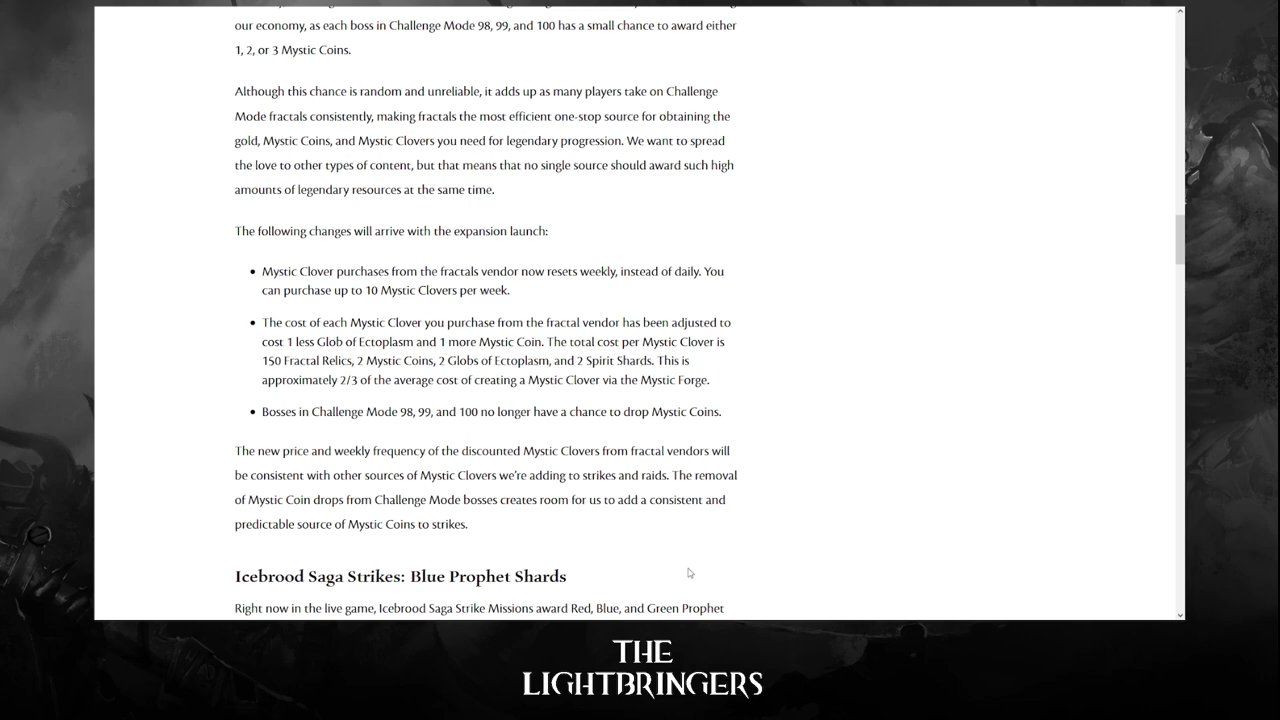 our economy, as each boss in Challenge Mode 98, 99, and 100 has a small chance to award either
1, 2, or 3 Mystic Coins.
Although this chance is random and unreliable, it adds up as many players take on Challenge
Mode fractals consistently, making fractals the most efficient one-stop source for obtaining the
gold, Mystic Coins, and Mystic Clovers you need for legendary progression. We want to spread
the love to other types of content, but that means that no single source should award such high
amounts of legendary resources at the same time.
The following changes will arrive with the expansion launch:
• Mystic Clover purchases from the fractals vendor now resets weekly, instead of daily. You
can purchase up to 10 Mystic Clovers per week.
• The cost of each Mystic Clover you purchase from the fractal vendor has been adjusted to
cost 1 less Glob of Ectoplasm and 1 more Mystic Coin. The total cost per Mystic Clover is
150 Fractal Relics, 2 Mystic Coins, 2 Globs of Ectoplasm, and 2 Spirit Shards. This is
approximately 2/3 of the average cost of creating a Mystic Clover via the Mystic Forge.
• Bosses in Challenge Mode 98, 99, and 100 no longer have a chance to drop Mystic Coins.
The new price and weekly frequency of the discounted Mystic Clovers from fractal vendors will
be consistent with other sources of Mystic Clovers we're adding to strikes and raids. The removal
of Mystic Coin drops from Challenge Mode bosses creates room for us to add a consistent and
predictable source of Mystic Coins to strikes.
Icebrood Saga Strikes: Blue Prophet Shards
Right now in the live game, Icebrood Saga Strike Missions award Red, Blue, and Green Prophet
THE
LIGHTBRINGERS